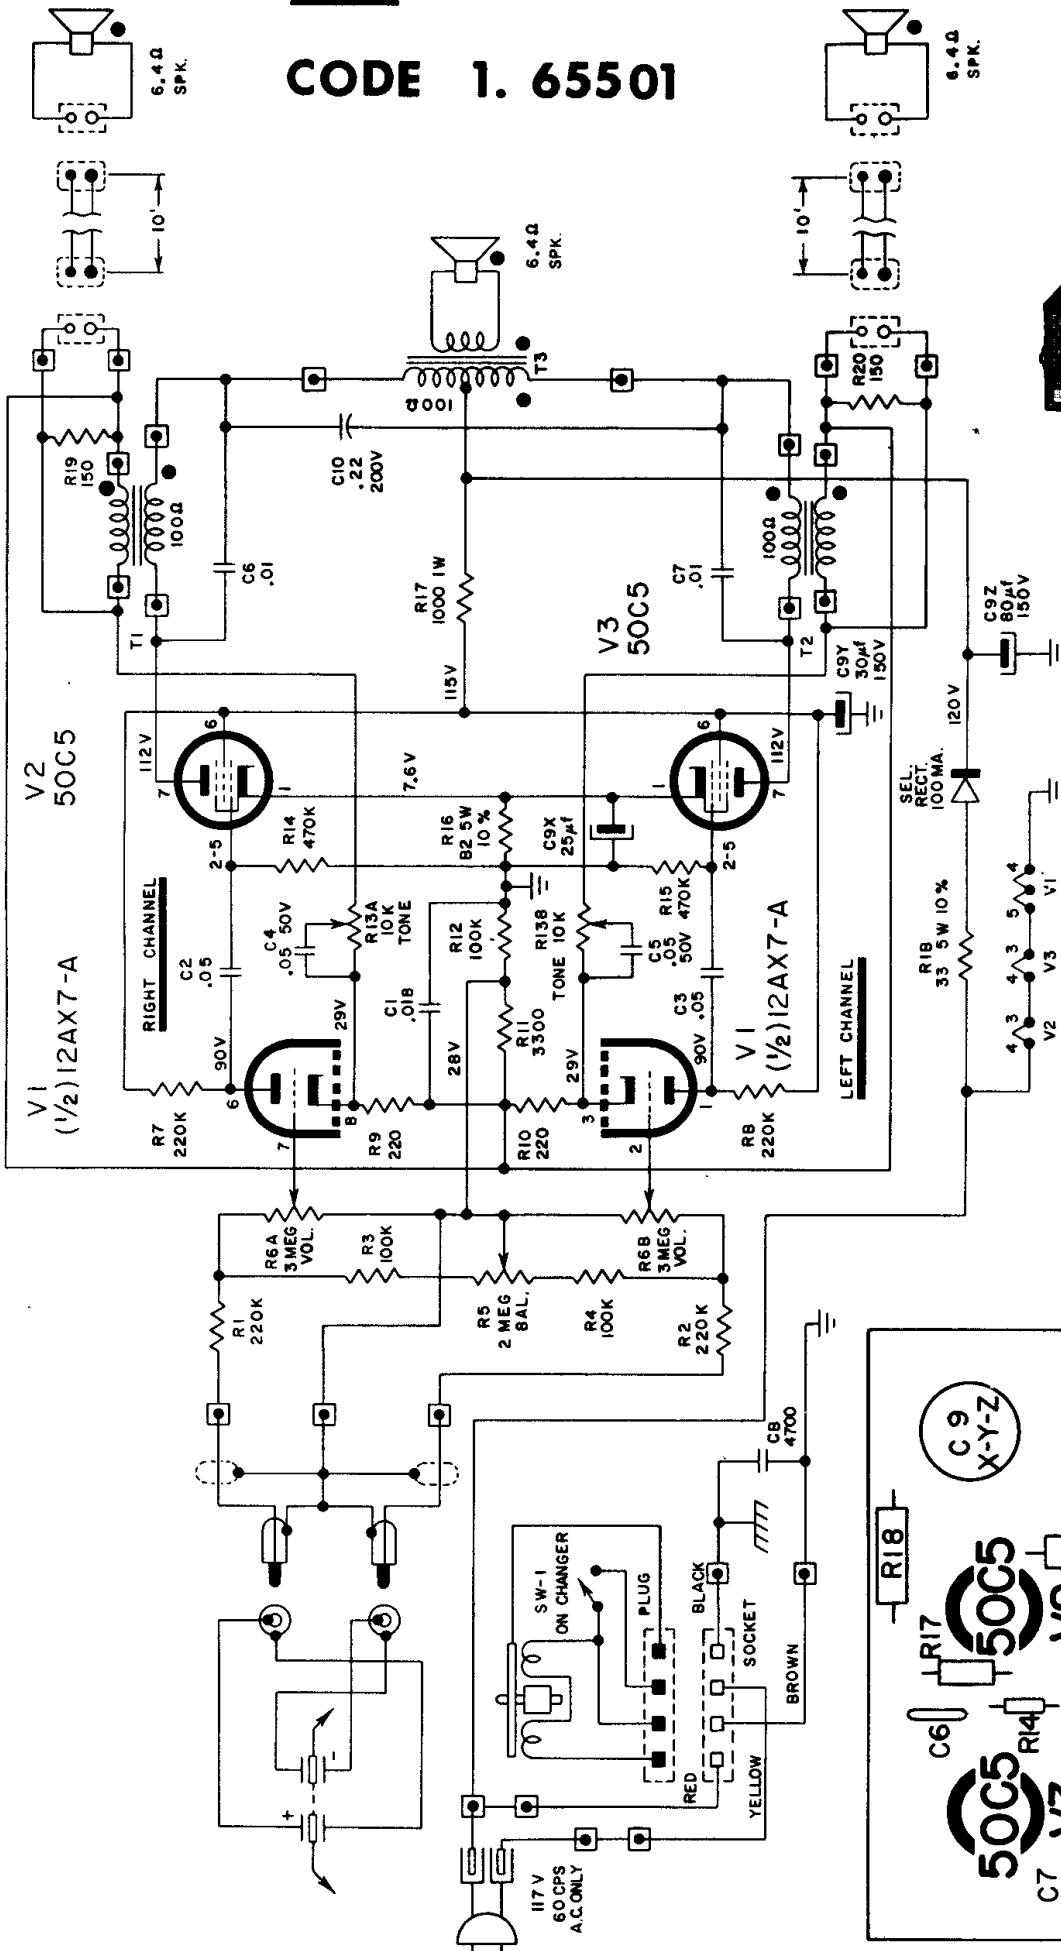 CODE 1. 65501
6.4Ω
SPK.
6.4Ω
SPK.
10'
10'
6.4Ω
SPK.
T3
100Ω
R19
150
R20
150
C10
.22
200V
100Ω
100Ω
C6
.01
C7
.01
R17
1000 1W
V3
50C5
T1
T2
C9Z
80µf
150V
C9Y
30µf
150V
115V
120V
V2
50C5
112V
6
7
1
7.6V
1
6
7
112V
SEL.
RECT.
100MA.
2-5
R14
470K
R16
82 5W
10%
C9X
25µf
2-5
R15
470K
RIGHT CHANNEL
C2
.05
C4
.05 50V
R13A
10K
TONE
R12
100K
R13B
10K
TONE
C5
.05
50V
C3
.05
C1
.018
R11
3300
R18
33 5W 10%
V1
(1/2) 12AX7-A
90V
29V
28V
29V
90V
V1
(1/2) 12AX7-A
LEFT CHANNEL
4 3
V2
4 3
V3
5 4
V1
R7
220K
6
7
8
R9
220
R10
220
3
2
1
R8
220K
R6A
3MEG
VOL.
R3
100K
R5
2 MEG
BAL.
R4
100K
R6B
3MEG
VOL.
R1
220K
R2
220K
C8
4700
SW-1
ON CHANGER
PLUG
BLACK
SOCKET
BROWN
RED
YELLOW
+
-
117V
60 CPS
A.C. ONLY
C9
X-Y-Z
R18
R17
50C5
C6
R14
50C5
C7